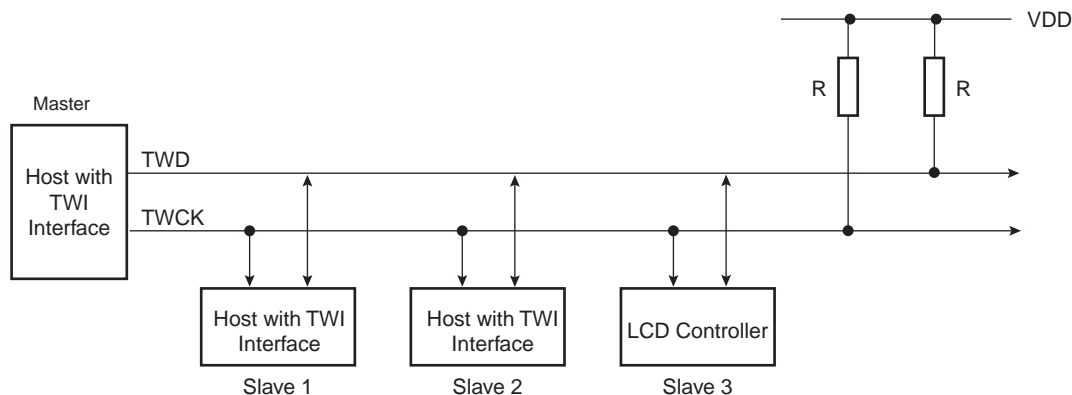 VDD
R
R
Master
Host with
TWI
Interface
TWD
TWCK
Host with TWI
Interface
Host with TWI
Interface
LCD Controller
Slave 1
Slave 2
Slave 3